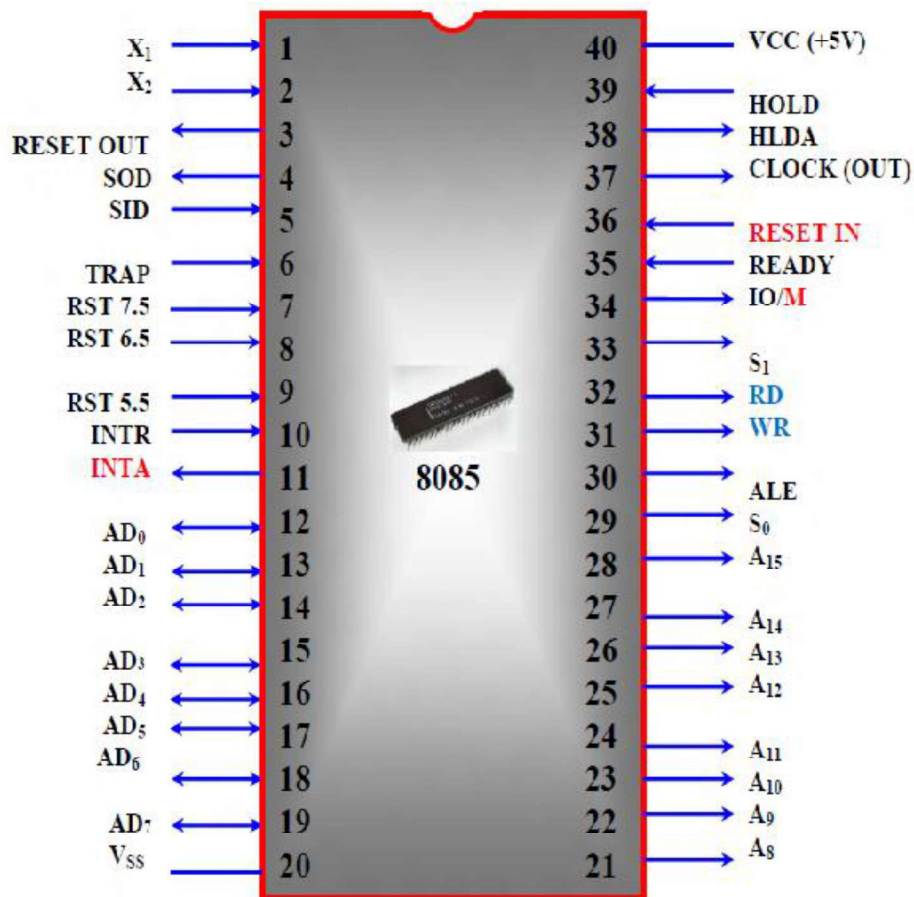 X₁
X₂
RESET OUT
SOD
SID
TRAP
RST 7.5
RST 6.5
RST 5.5
INTR
INTA
AD₀
AD₁
AD₂
AD₃
AD₄
AD₅
AD₆
AD₇
V_SS
1
2
3
4
5
6
7
8
9
10
11
12
13
14
15
16
17
18
19
20
8085
40
39
38
37
36
35
34
33
32
31
30
29
28
27
26
25
24
23
22
21
VCC (+5V)
HOLD
HLDA
CLOCK (OUT)
RESET IN
READY
IO/M
S₁
RD
WR
ALE
S₀
A₁₅
A₁₄
A₁₃
A₁₂
A₁₁
A₁₀
A₉
A₈